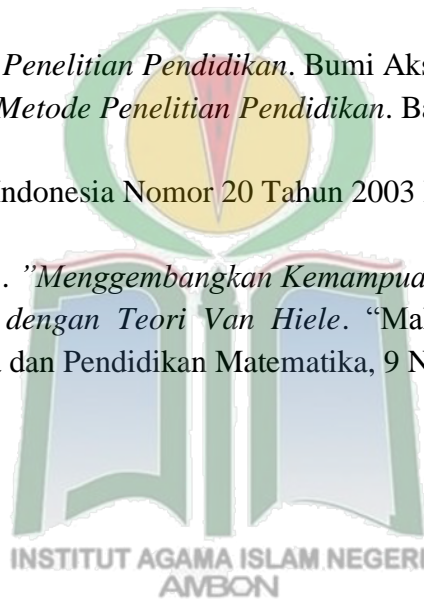 Penelitian Pendidikan. Bumi Aks
Metode Penelitian Pendidikan. Ba
Indonesia Nomor 20 Tahun 2003
. ”Menggembangkan Kemampua
dengan Teori Van Hiele. “Mal
dan Pendidikan Matematika, 9 N
INSTITUT AGAMA ISLAM NEGERI
AMBON